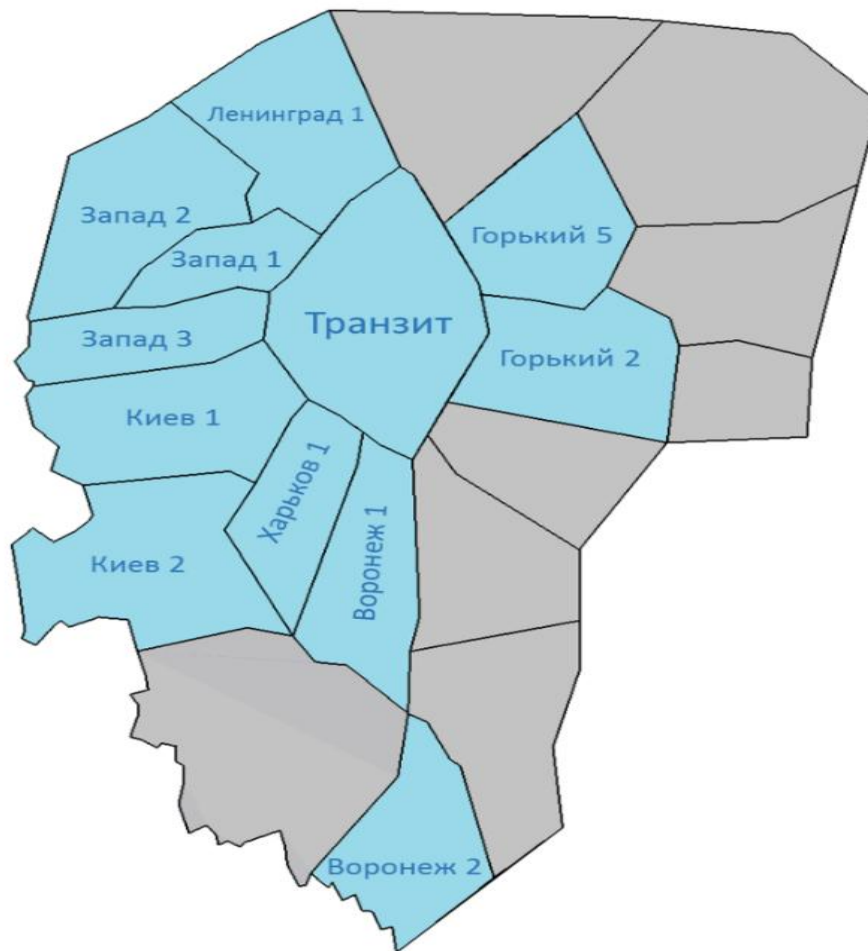 Ленинград 1
Запад 2
Горький 5
Запад 1
Транзит
Запад 3
Горький 2
Киев 1
Харьков 1
Воронеж 1
Киев 2
Воронеж 2